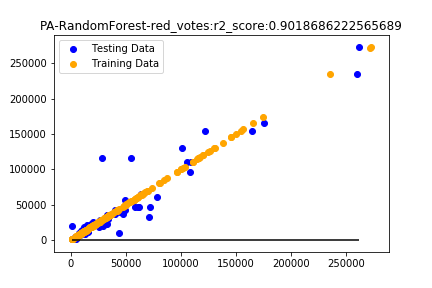 PA-RandomForest-red_votes:r2_score:0.9018686222565689
Testing Data
Training Data
250000
200000
150000
100000
50000
0
0 50000 100000 150000 200000 250000